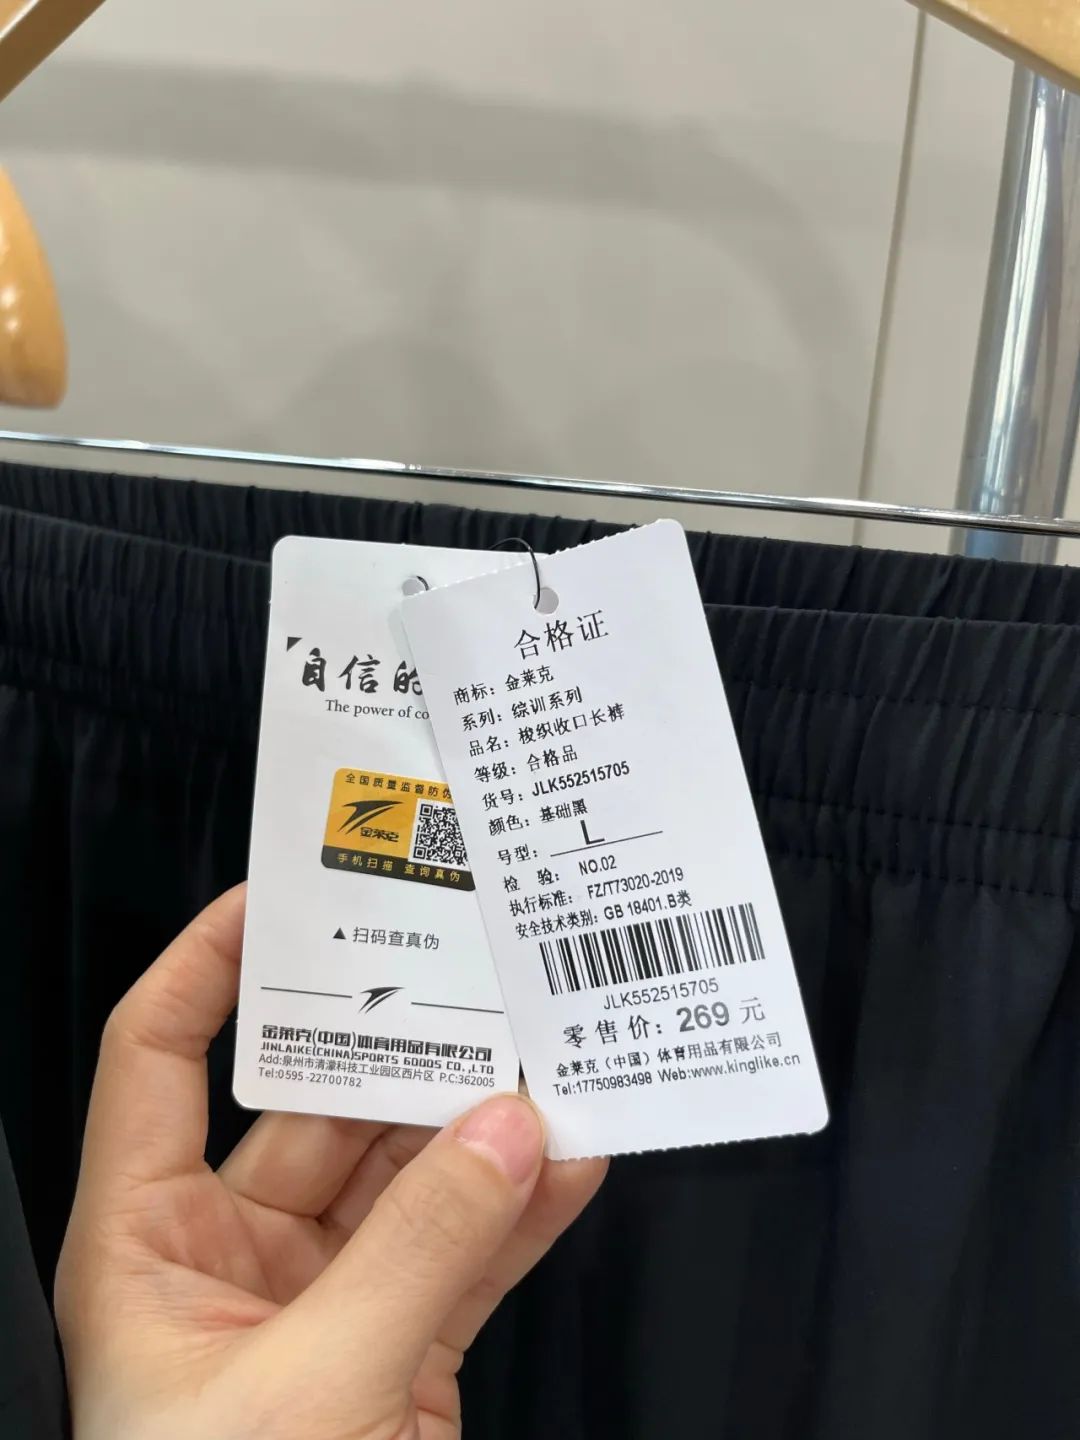 自信的
The power of co
全国质量监督防伪
金莱克
手机扫描 查询真伪
▲扫码查真伪
金莱克(中国)体育用品有限公司
JINLAIKE(CHINA)SPORTS GOODS CO.,LTD
Add:泉州市清濛科技工业园区西片区 P.C:362005
Tel:0595-22700782
合格证
商标：金莱克
系列：综训系列
品名：梭织收口长裤
等级：合格品
货号：JLK552515705
颜色：基础黑
号型：L
检 验：NO.02
执行标准：FZ/T73020-2019
安全技术类别：GB 18401.B类
JLK552515705
零售价：269 元
金莱克（中国）体育用品有限公司
Tel:17750983498 Web:www.kinglike.cn